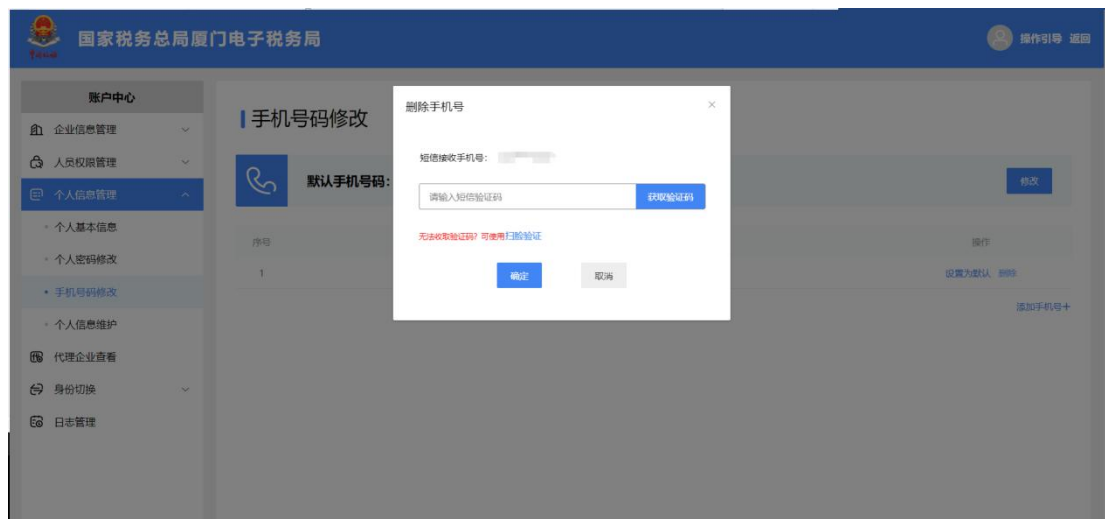 国家税务总局厦门电子税务局
操作引导 返回
账户中心
企业信息管理
人员权限管理
个人信息管理
个人基本信息
个人密码修改
手机号码修改
个人信息维护
代理企业查看
身份切换
日志管理
手机号码修改
默认手机号码:
修改
序号
操作
1
设置为默认 删除
添加手机号+
删除手机号
×
短信接收手机号:
请输入短信验证码
获取验证码
无法收取验证码? 可使用扫脸验证
确定
取消